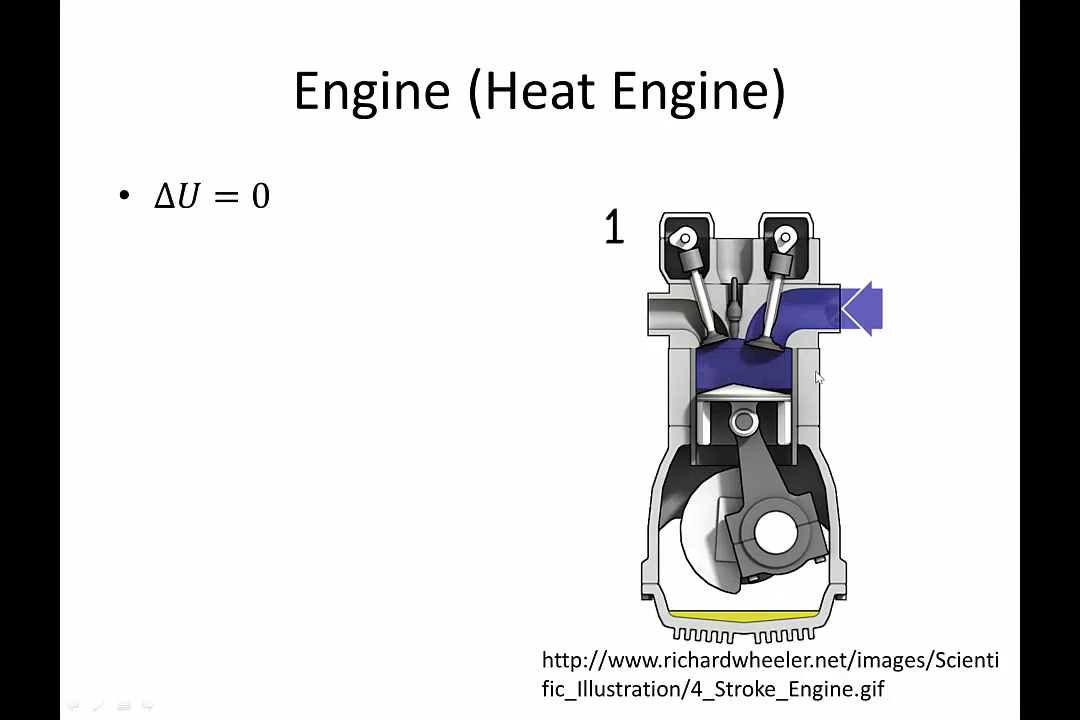 Engine (Heat Engine)
• Δ𝑈 = 0
1
http://www.richardwheeler.net/images/Scienti
fic_Illustration/4_Stroke_Engine.gif